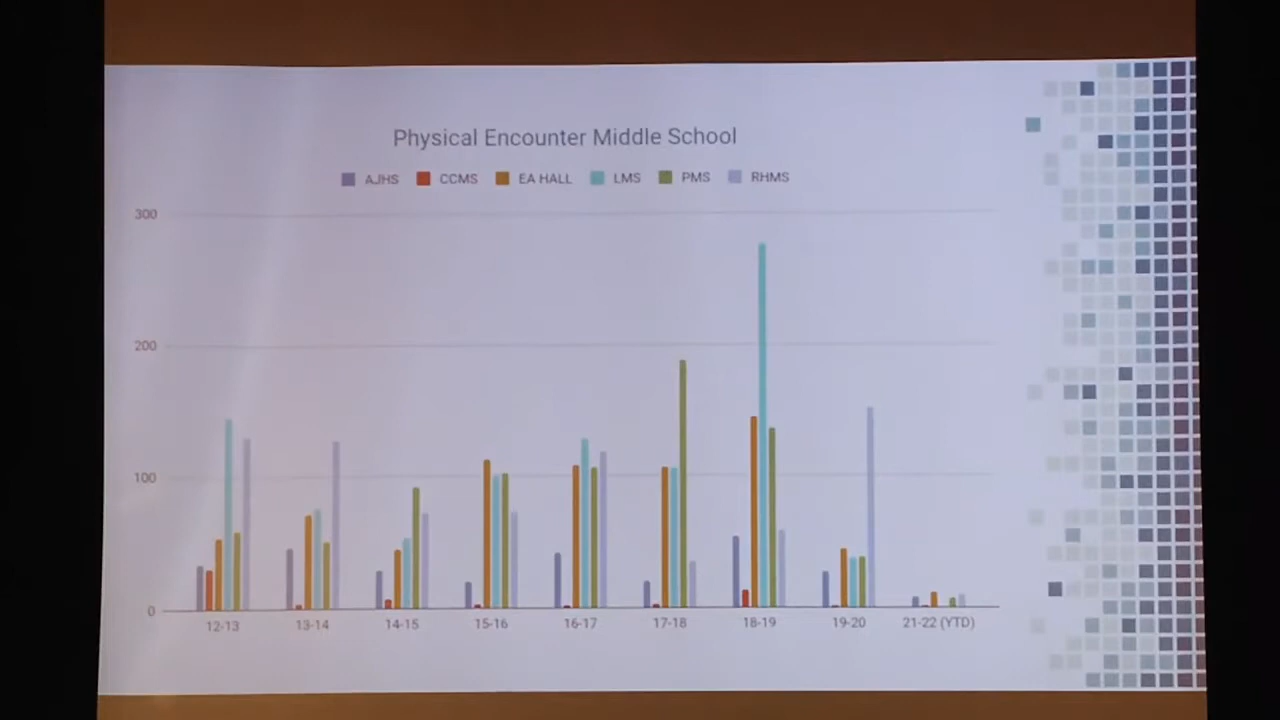 Physical Encounter Middle School
AJHS CCMS EA HALL LMS PMS RHMS
300
200
100
0
12-13 13-14 14-15 15-16 16-17 17-18 18-19 19-20 21-22 (YTD)